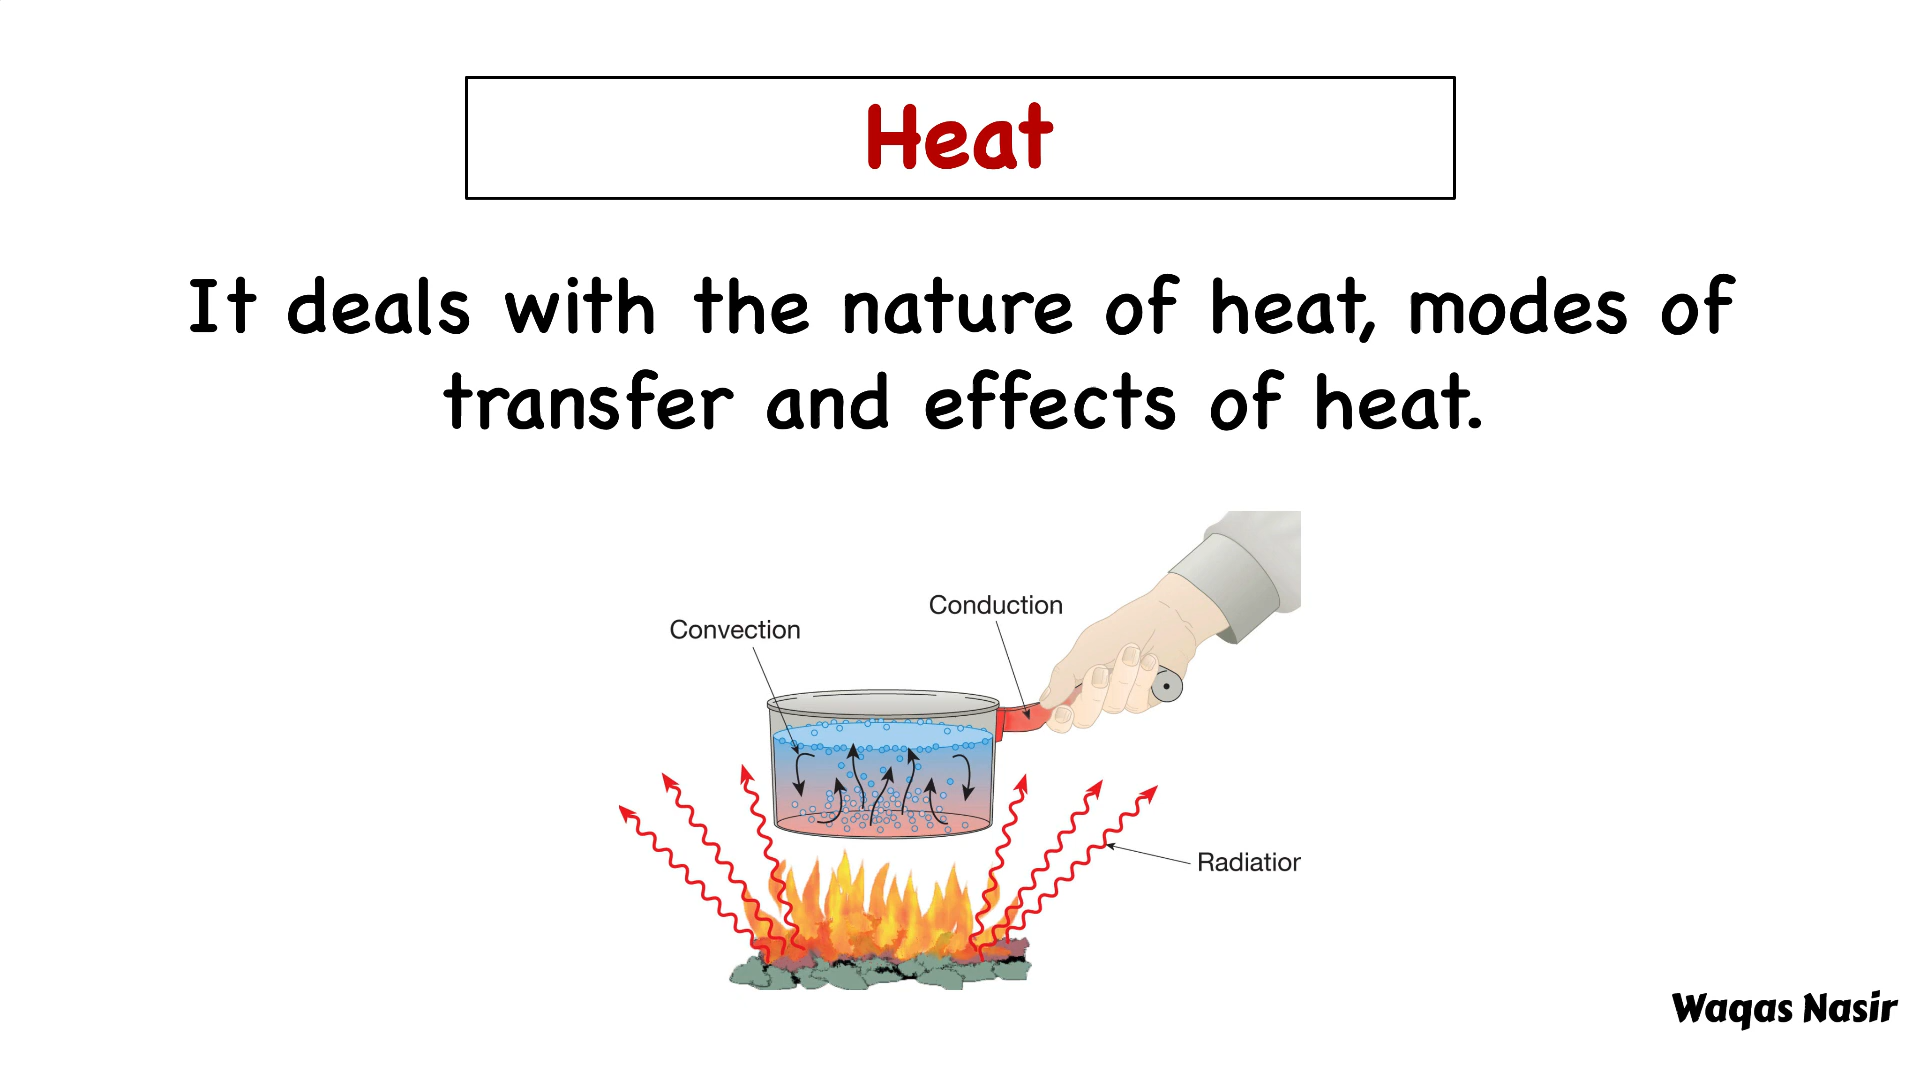 Heat
It deals with the nature of heat, modes of
transfer and effects of heat.
Conduction
Convection
Radiatior
Waqas Nasir